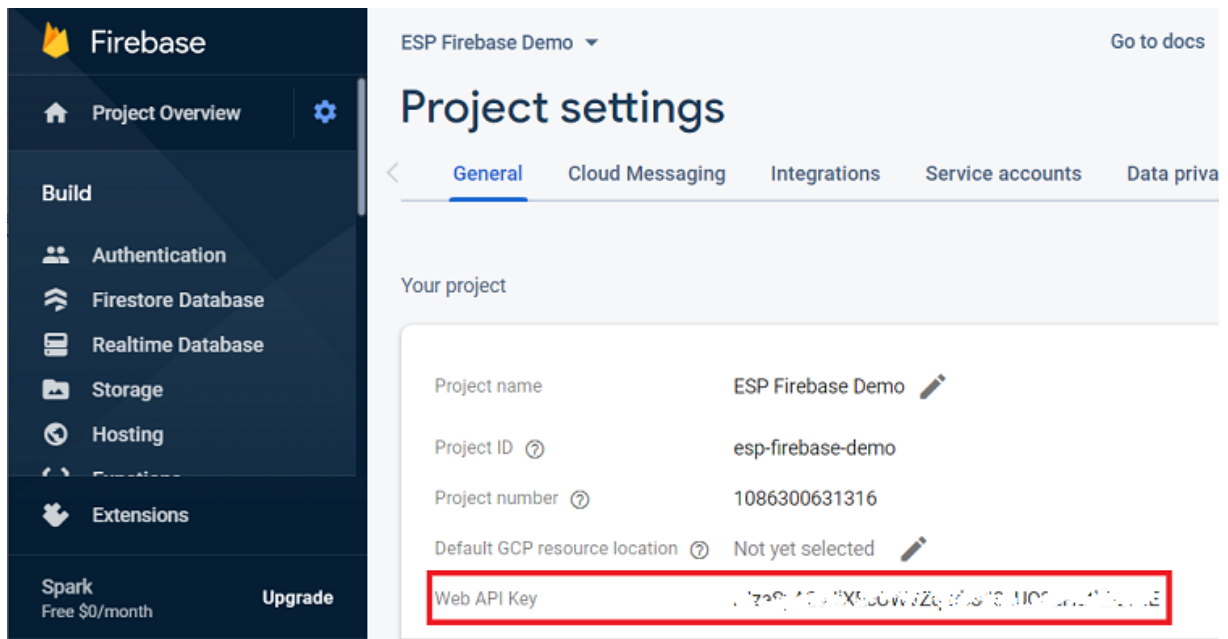 Firebase
Project Overview
Build
Authentication
Firestore Database
Realtime Database
Storage
Hosting
Extensions
Spark
Free $0/month
Upgrade
ESP Firebase Demo
Go to docs
Project settings
General Cloud Messaging Integrations Service accounts Data priva
Your project
Project name ESP Firebase Demo
Project ID esp-firebase-demo
Project number 1086300631316
Default GCP resource location Not yet selected
Web API Key